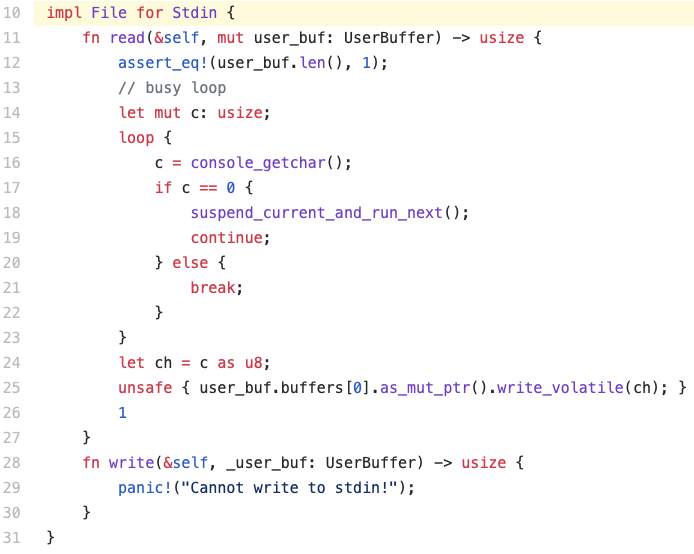 10 impl File for Stdin {
11     fn read(&self, mut user_buf: UserBuffer) -> usize {
12         assert_eq!(user_buf.len(), 1);
13         // busy loop
14         let mut c: usize;
15         loop {
16             c = console_getchar();
17             if c == 0 {
18                 suspend_current_and_run_next();
19                 continue;
20             } else {
21                 break;
22             }
23         }
24         let ch = c as u8;
25         unsafe { user_buf.buffers[0].as_mut_ptr().write_volatile(ch); }
26         1
27     }
28     fn write(&self, _user_buf: UserBuffer) -> usize {
29         panic!("Cannot write to stdin!");
30     }
31 }